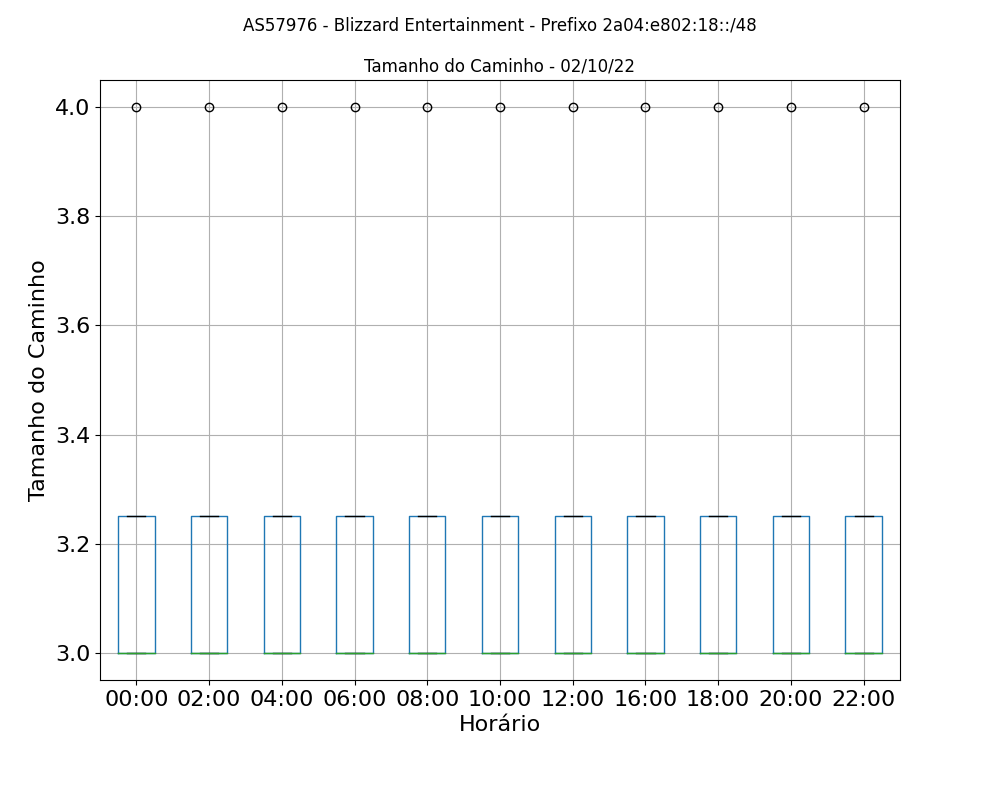 AS57976 - Blizzard Entertainment - Prefixo 2a04:e802:18::/48
Tamanho do Caminho - 02/10/22
4.0
3.8
3.6
3.4
3.2
3.0
Tamanho do Caminho
00:00 02:00 04:00 06:00 08:00 10:00 12:00 16:00 18:00 20:00 22:00
Horário